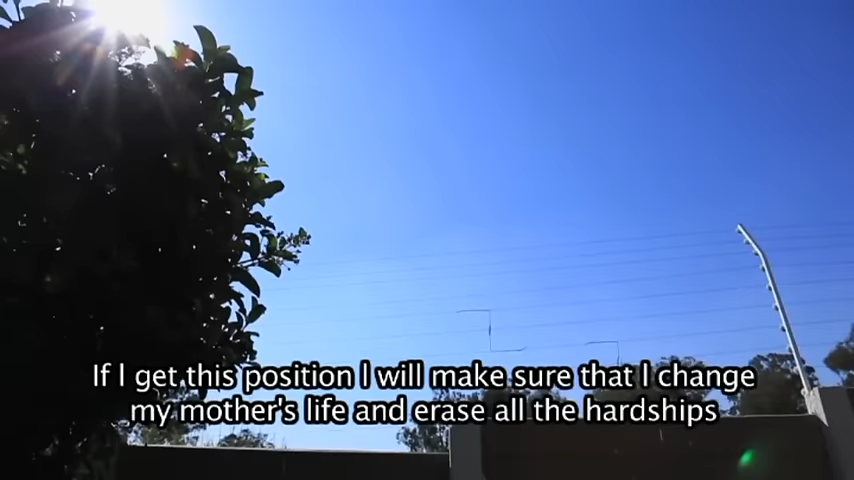 If I get this position I will make sure that I change
my mother's life and erase all the hardships